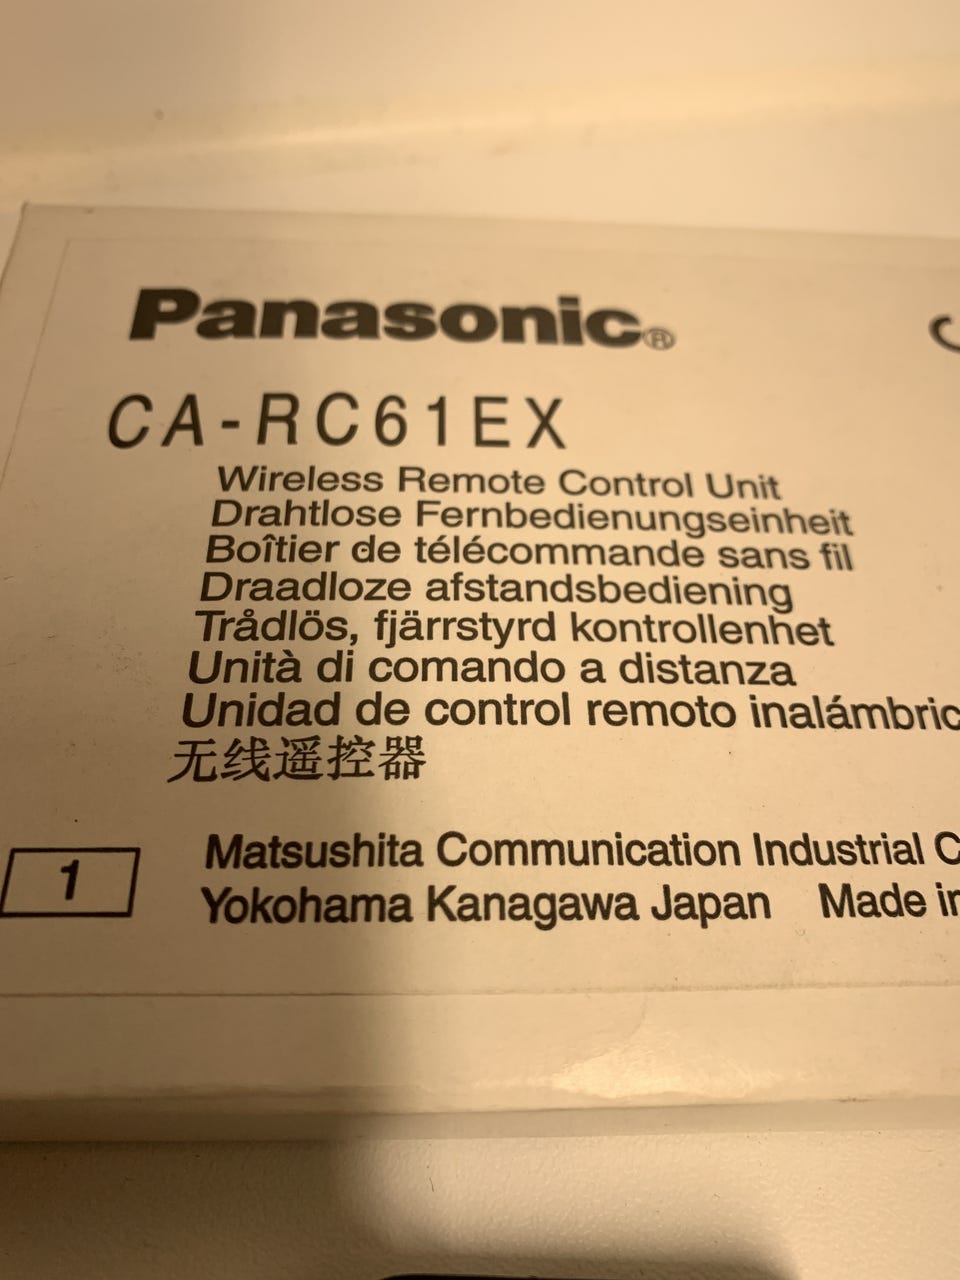 Panasonic®
CA-RC61EX
Wireless Remote Control Unit
Drahtlose Fernbedienungseinheit
Boîtier de télécommande sans fil
Draadloze afstandsbediening
Trådlös, fjärrstyrd kontrollenhet
Unità di comando a distanza
Unidad de control remoto
无线遥控器
1
Matsushita Communication Industrial
Yokohama Kanagawa Japan Made